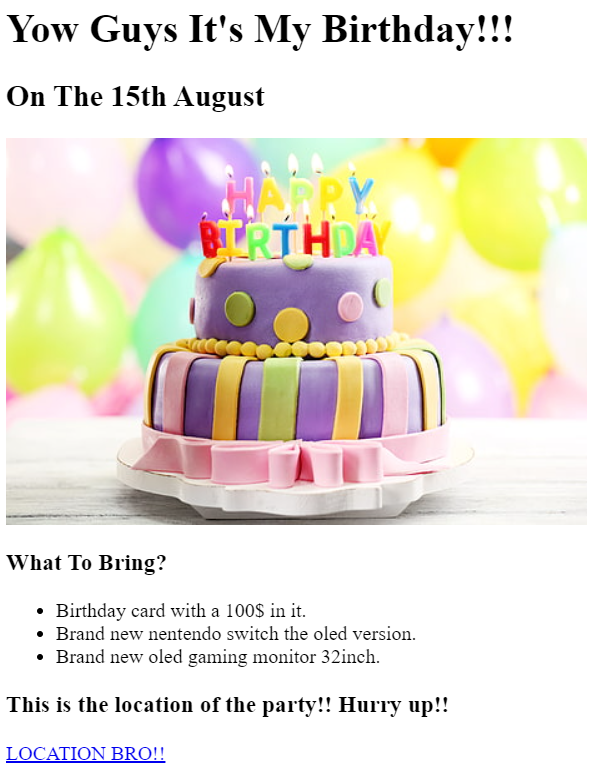 Yow Guys It's My Birthday!!!
On The 15th August
HAPPY
BIRTHDAY
What To Bring?
Birthday card with a 100$ in it.
Brand new nentendo switch the oled version.
Brand new oled gaming monitor 32inch.
This is the location of the party!! Hurry up!!
LOCATION BRO!!